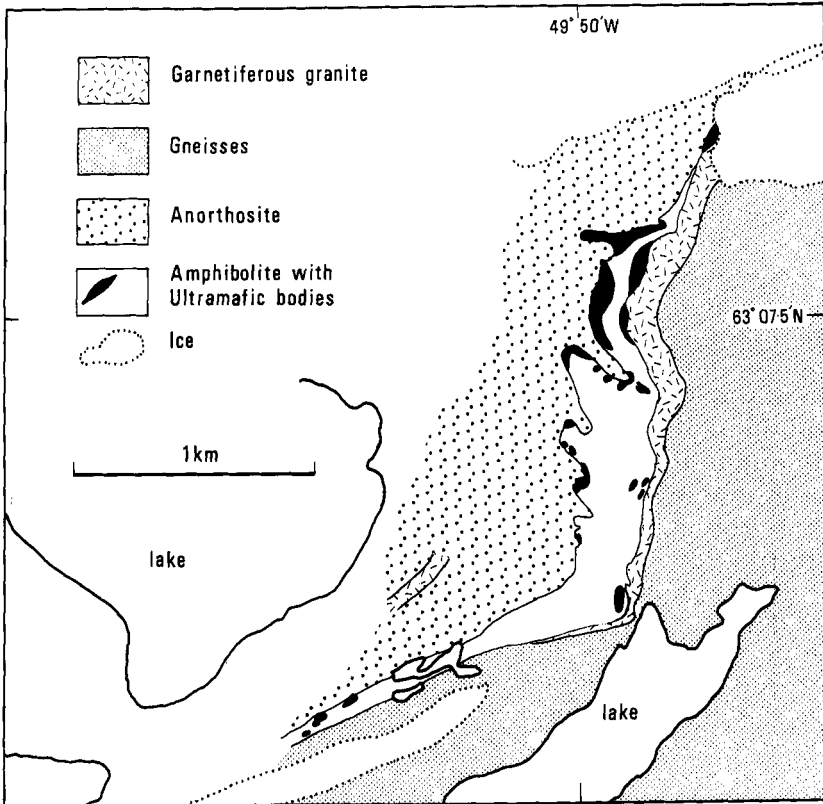 49° 50'W
Garnetiferous granite
Gneisses
Anorthosite
Amphibolite with
Ultramafic bodies
Ice
63° 07·5'N
1km
lake
lake